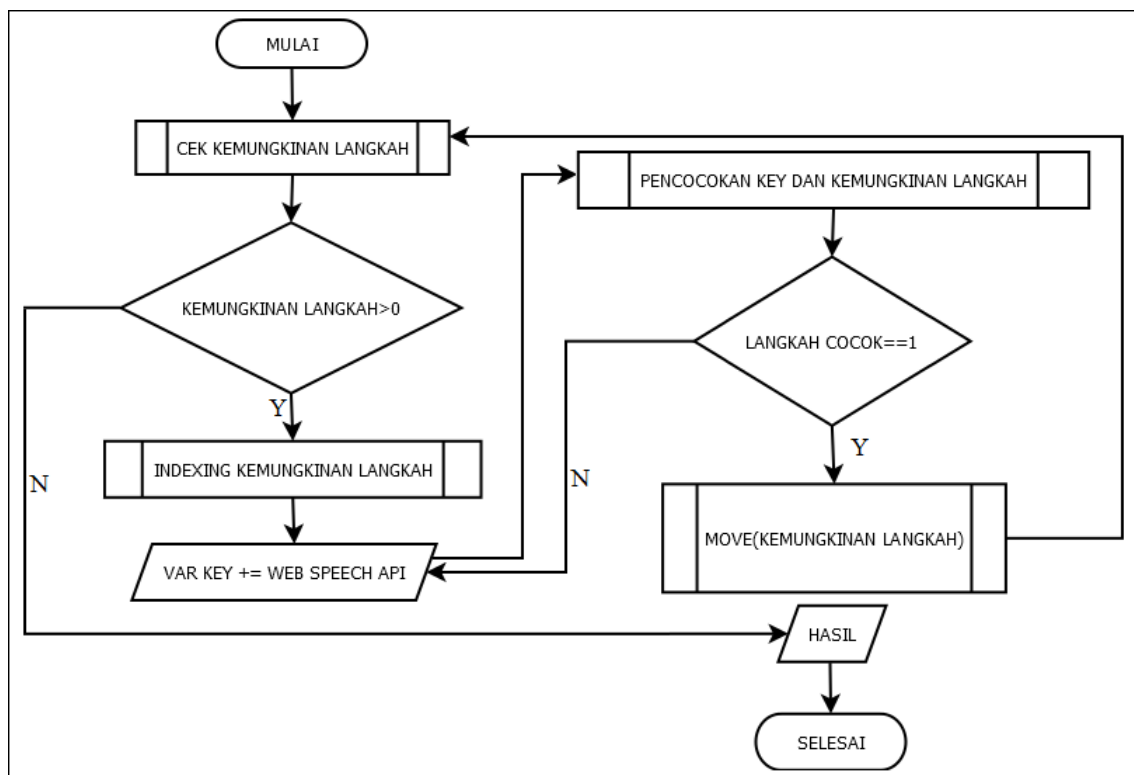 MULAI
CEK KEMUNGKINAN LANGKAH
KEMUNGKINAN LANGKAH>0
Y
N
INDEXING KEMUNGKINAN LANGKAH
VAR KEY += WEB SPEECH API
PENCOCOKAN KEY DAN KEMUNGKINAN LANGKAH
LANGKAH COCOK==1
N
Y
MOVE(KEMUNGKINAN LANGKAH)
HASIL
SELESAI